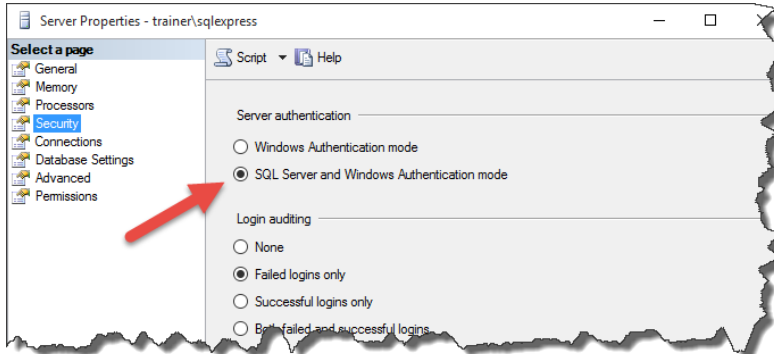 Server Properties - trainer\sqlexpress
Select a page
General
Memory
Processors
Security
Connections
Database Settings
Advanced
Permissions
Script Help
Server authentication
Windows Authentication mode
SQL Server and Windows Authentication mode
Login auditing
None
Failed logins only
Successful logins only
Both failed and successful logins